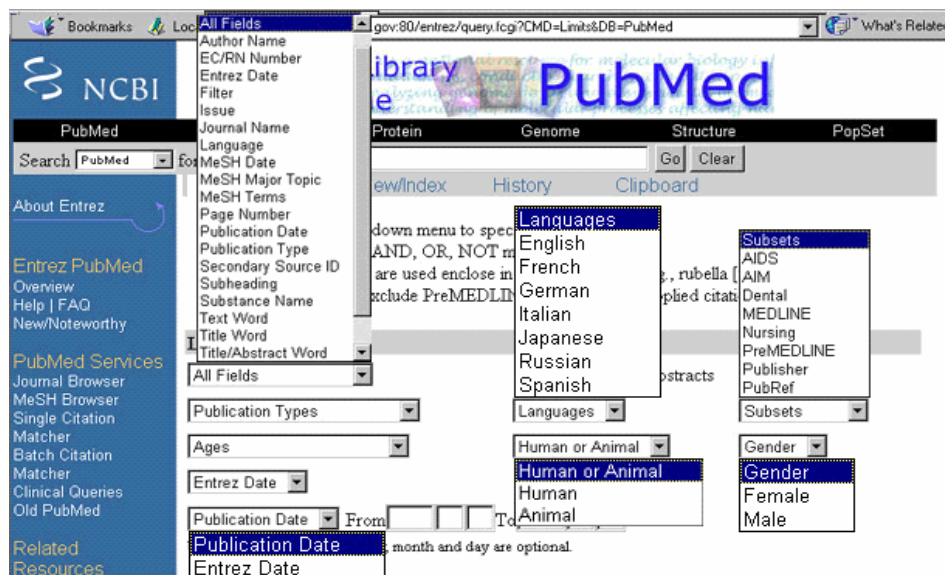 Bookmarks
gov:80/entrez/query.fcgi?CMD=Limits&DB=PubMed
What's Relate
NCBI
PubMed
PubMed
Protein
Genome
Structure
PopSet
Search PubMed
Go
Clear
ew/Index
History
Clipboard
About Entrez
Entrez PubMed
Overview
Help | FAQ
New/Noteworthy
PubMed Services
Journal Browser
MeSH Browser
Single Citation
Matcher
Batch Citation
Matcher
Clinical Queries
Old PubMed
Related
Resources
All Fields
Author Name
EC/RN Number
Entrez Date
Filter
Issue
Journal Name
Language
MeSH Date
MeSH Major Topic
MeSH Terms
Page Number
Publication Date
Publication Type
Secondary Source ID
Subheading
Substance Name
Text Word
Title Word
Title/Abstract Word
down menu to spec
AND, OR, NOT m
are used enclose in
g., rubella [
xclude PreMEDLIN
pplied citati
All Fields
stracts
Publication Types
Languages
Subsets
Ages
Human or Animal
Gender
Entrez Date
Publication Date From
To
month and day are optional.
Publication Date
Entrez Date
Languages
English
French
German
Italian
Japanese
Russian
Spanish
Human or Animal
Human
Animal
Subsets
AIDS
AIM
Dental
MEDLINE
Nursing
PreMEDLINE
Publisher
PubRef
Gender
Female
Male